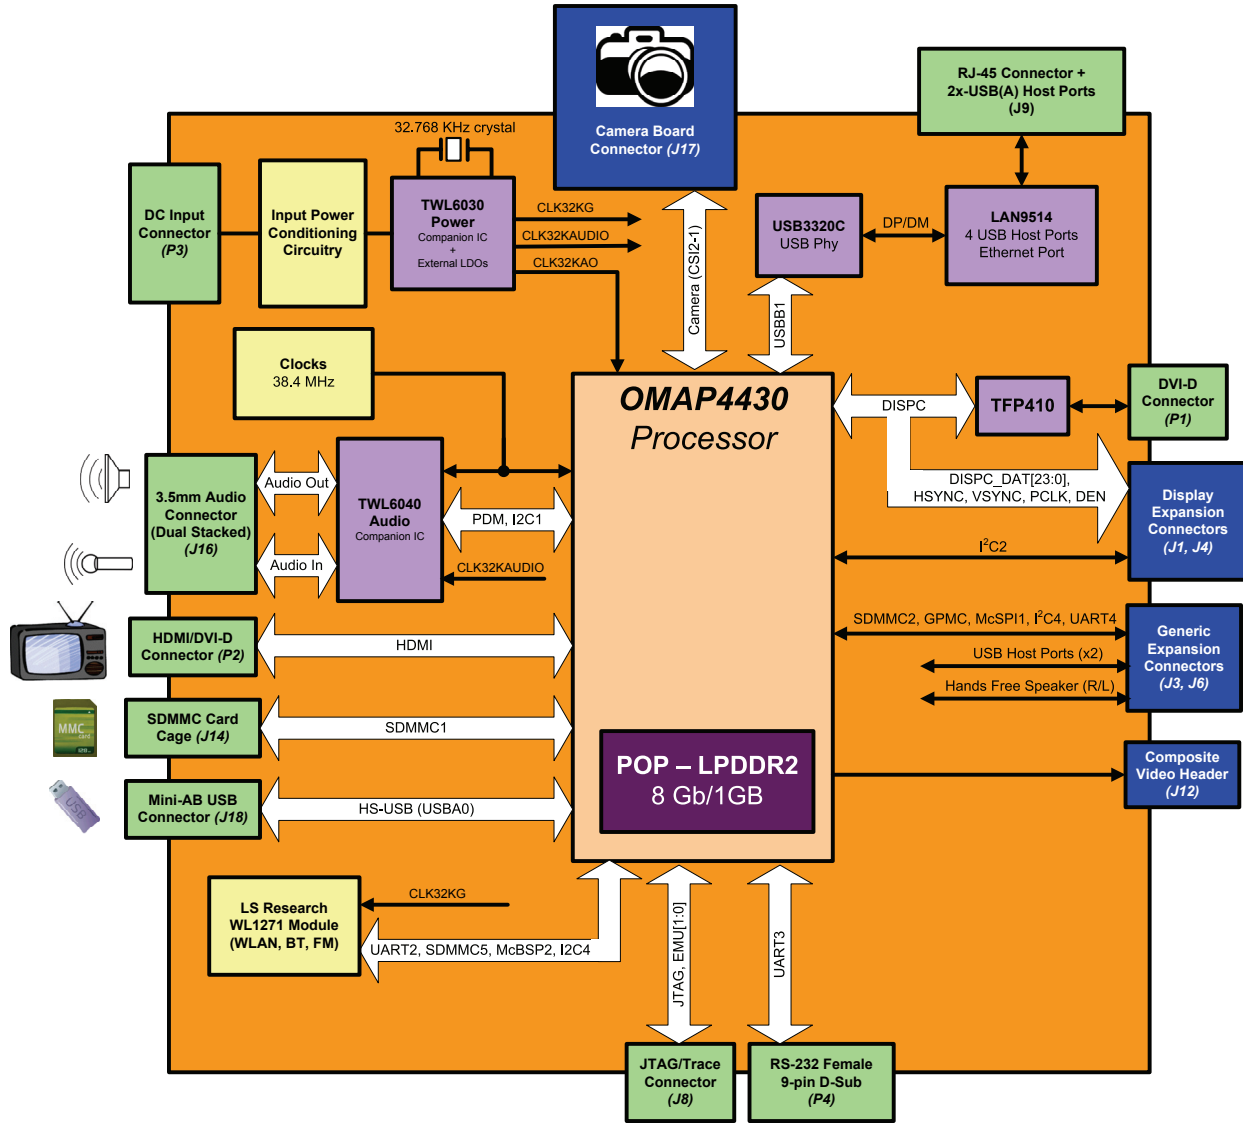 Camera Board
Connector (J17)
RJ-45 Connector +
2x-USB(A) Host Ports
(J9)
32.768 KHz crystal
DC Input
Connector
(P3)
Input Power
Conditioning
Circuitry
TWL6030
Power
Companion IC
+
External LDOs
CLK32KG
CLK32KAUDIO
CLK32KAO
Camera (CSI2-1)
USB3320C
USB Phy
DP/DM
LAN9514
4 USB Host Ports
Ethernet Port
USBB1
Clocks
38.4 MHz
OMAP4430
Processor
DISPC
TFP410
DVI-D
Connector
(P1)
DISPC_DAT[23:0],
HSYNC, VSYNC, PCLK, DEN
Display
Expansion
Connectors
(J1, J4)
I²C2
3.5mm Audio
Connector
(Dual Stacked)
(J16)
Audio Out
Audio In
TWL6040
Audio
Companion IC
PDM, I2C1
CLK32KAUDIO
HDMI/DVI-D
Connector (P2)
HDMI
SDMMC2, GPMC, McSPI1, I²C4, UART4
USB Host Ports (x2)
Hands Free Speaker (R/L)
Generic
Expansion
Connectors
(J3, J6)
MMC
card
128 MB
SDMMC Card
Cage (J14)
SDMMC1
POP – LPDDR2
8 Gb/1GB
Composite
Video Header
(J12)
USB
Mini-AB USB
Connector (J18)
HS-USB (USBA0)
LS Research
WL1271 Module
(WLAN, BT, FM)
CLK32KG
UART2, SDMMC5, McBSP2, I2C4
JTAG, EMU[1:0]
UART3
JTAG/Trace
Connector
(J8)
RS-232 Female
9-pin D-Sub
(P4)